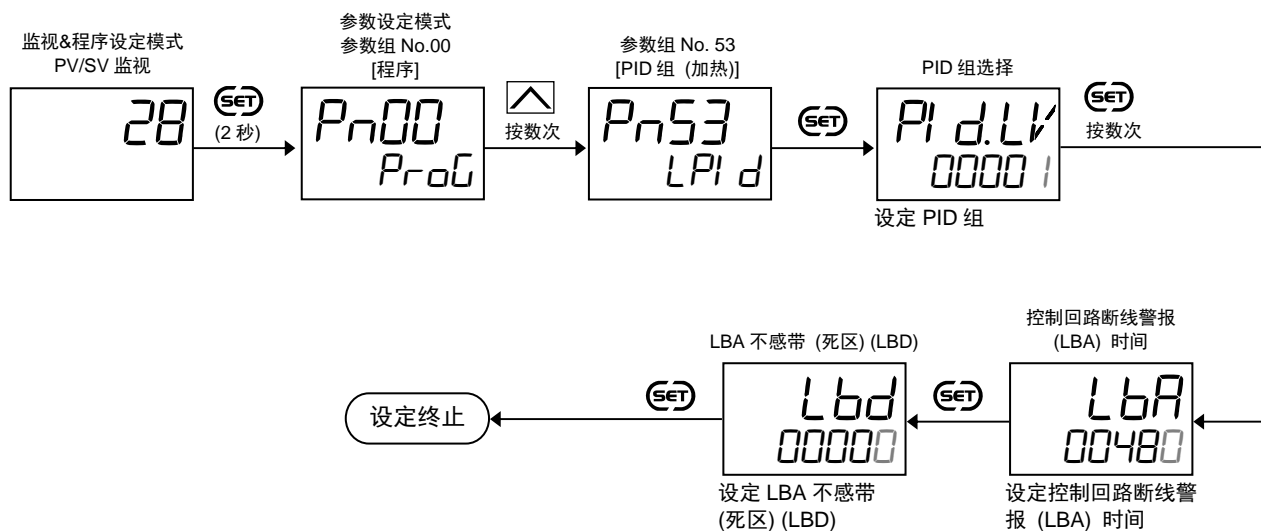 监视&程序设定模式
PV/SV 监视
28
SET
(2 秒)
参数设定模式
参数组 No.00
[程序]
Pn00
ProG
按数次
参数组 No. 53
[PID 组 (加热)]
Pn53
LPId
SET
PID 组选择
PId.LV
00001
设定 PID 组
SET
按数次
控制回路断线警报
(LBA) 时间
LbA
00480
设定控制回路断线警
报 (LBA) 时间
SET
LBA 不感带 (死区) (LBD)
Lbd
00000
设定 LBA 不感带
(死区) (LBD)
SET
设定终止